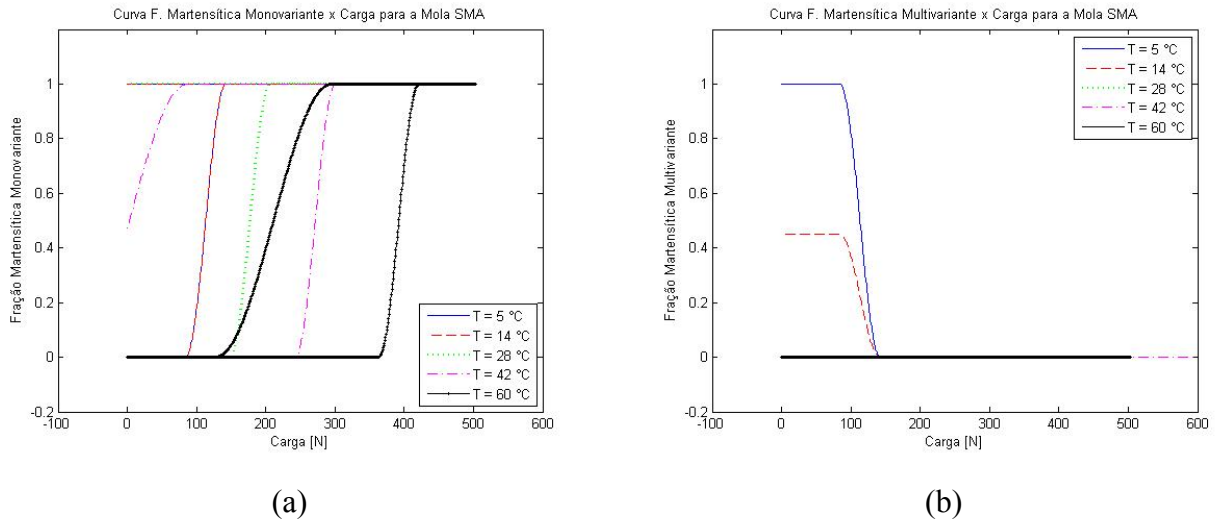 Curva F. Martensítica Monovariante x Carga para a Mola SMA
Fração Martensítica Monovariante
1
0.8
0.6
0.4
0.2
0
-0.2
-100 0 100 200 300 400 500 600
Carga [N]
T = 5 °C
T = 14 °C
T = 28 °C
T = 42 °C
T = 60 °C
(a)
Curva F. Martensítica Multivariante x Carga para a Mola SMA
Fração Martensítica Multivariante
1
0.8
0.6
0.4
0.2
0
-0.2
-100 0 100 200 300 400 500 600
Carga [N]
T = 5 °C
T = 14 °C
T = 28 °C
T = 42 °C
T = 60 °C
(b)